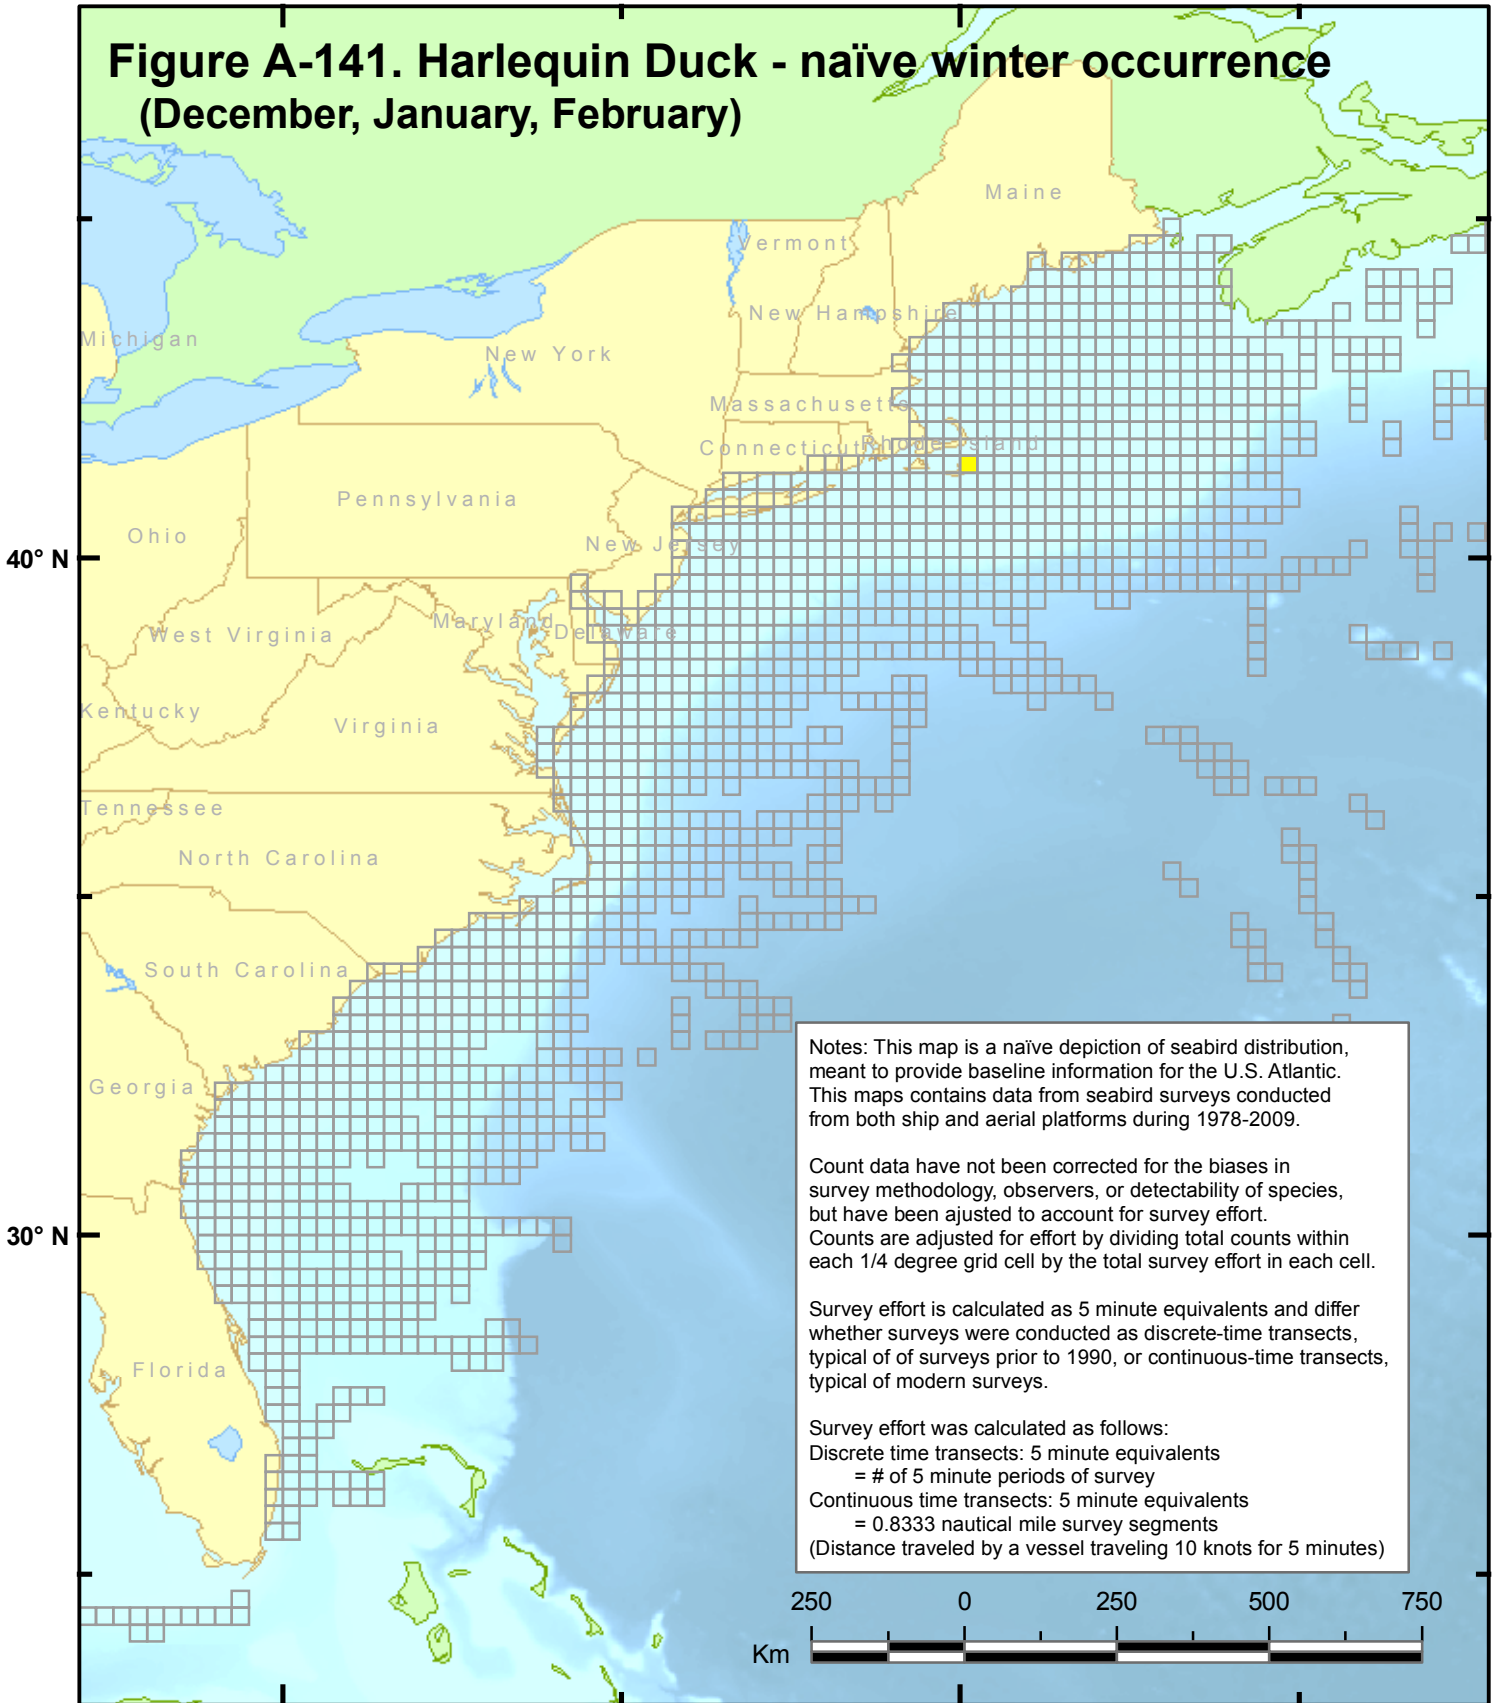 Figure A-141. Harlequin Duck - naïve winter occurrence
(December, January, February)
Maine
Vermont
New Hampshire
Michigan
New York
Massachusetts
Connecticut
Rhode Island
Pennsylvania
Ohio
New Jersey
40° N
West Virginia
Maryland
Delaware
Kentucky
Virginia
Tennessee
North Carolina
South Carolina
Georgia
30° N
Florida
Notes: This map is a naïve depiction of seabird distribution,
meant to provide baseline information for the U.S. Atlantic.
This maps contains data from seabird surveys conducted
from both ship and aerial platforms during 1978-2009.
Count data have not been corrected for the biases in
survey methodology, observers, or detectability of species,
but have been ajusted to account for survey effort.
Counts are adjusted for effort by dividing total counts within
each 1/4 degree grid cell by the total survey effort in each cell.
Survey effort is calculated as 5 minute equivalents and differ
whether surveys were conducted as discrete-time transects,
typical of of surveys prior to 1990, or continuous-time transects,
typical of modern surveys.
Survey effort was calculated as follows:
Discrete time transects: 5 minute equivalents
= # of 5 minute periods of survey
Continuous time transects: 5 minute equivalents
= 0.8333 nautical mile survey segments
(Distance traveled by a vessel traveling 10 knots for 5 minutes)
250 0 250 500 750
Km